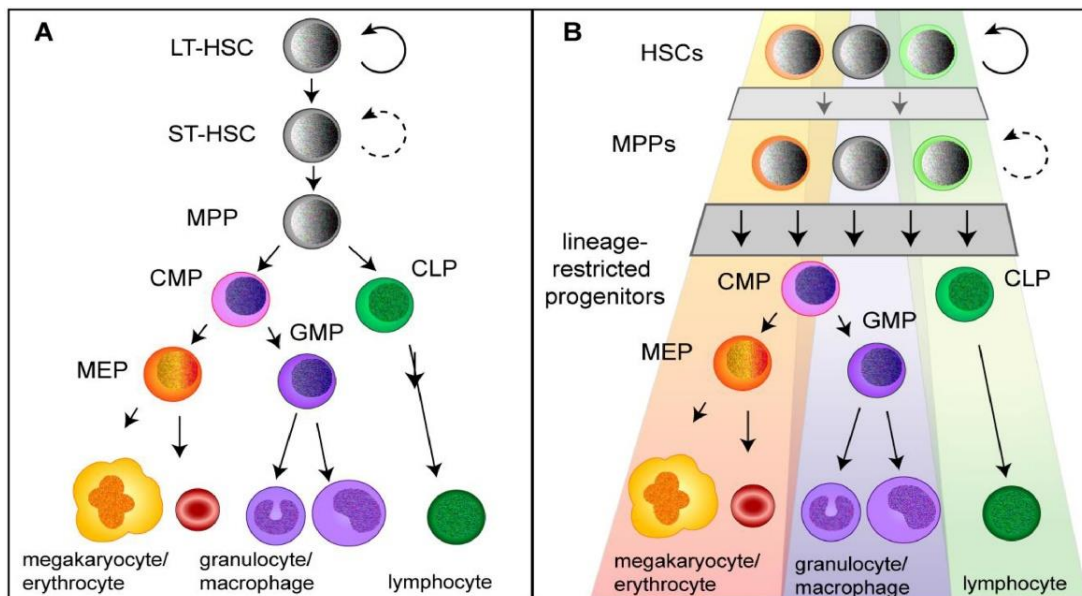 A
LT-HSC
ST-HSC
MPP
CMP
CLP
GMP
MEP
megakaryocyte/
erythrocyte
granulocyte/
macrophage
lymphocyte
B
HSCs
MPPs
lineage-
restricted
progenitors
CMP
CLP
GMP
MEP
megakaryocyte/
erythrocyte
granulocyte/
macrophage
lymphocyte